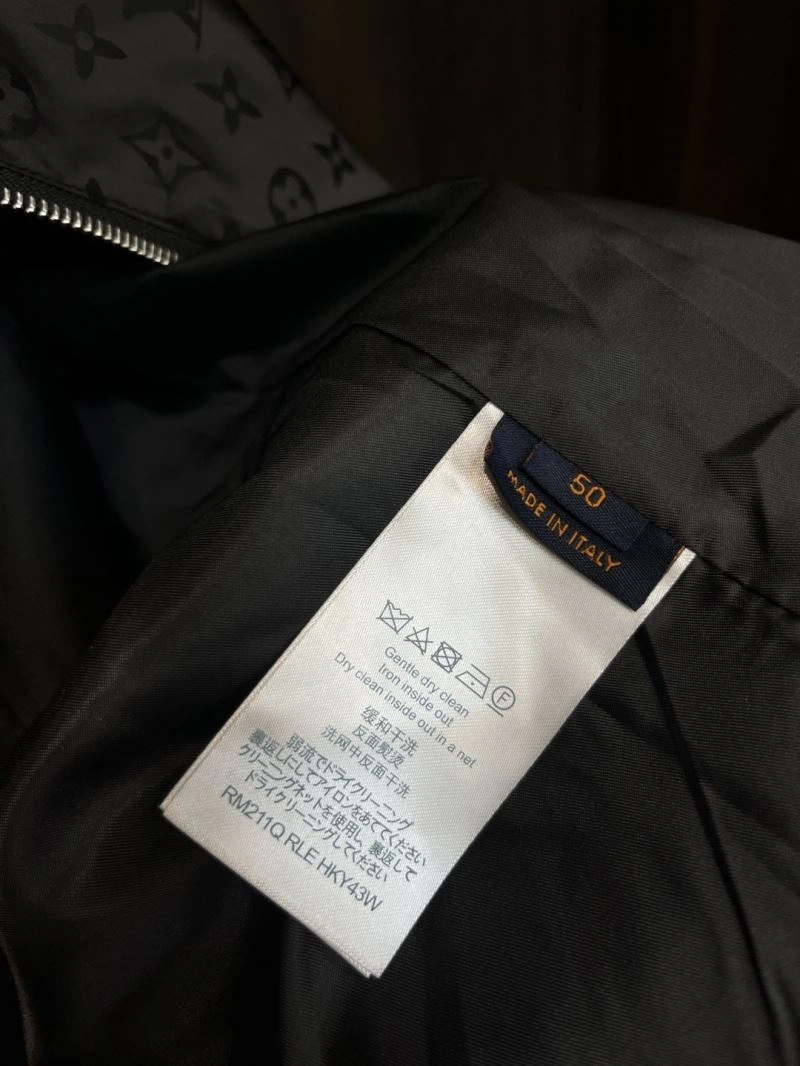 50
MADE IN ITALY
Gentle dry clean
Iron inside out
Dry clean inside out in a net
缓和干洗
反面熨烫
洗网中反面干洗
弱流でドライクリーニング
裏返しにしてアイロンをあててください
クリーニングネットを使用し、裏返して
ドライクリーニングしてください
RM211Q RLE HKY43W